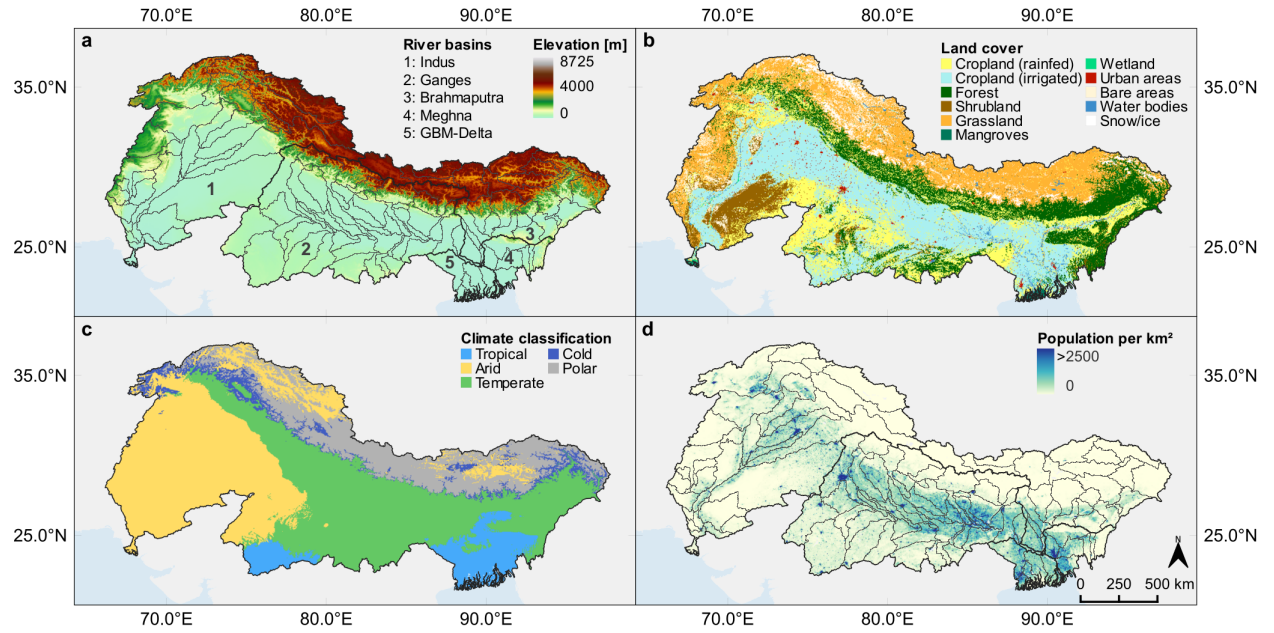 70.0°E 80.0°E 90.0°E 70.0°E 80.0°E 90.0°E
a
River basins
1: Indus
2: Ganges
3: Brahmaputra
4: Meghna
5: GBM-Delta
Elevation [m]
8725
4000
0
35.0°N
25.0°N
1
2
3
4
5
b
Land cover
Cropland (rainfed)
Cropland (irrigated)
Forest
Shrubland
Grassland
Mangroves
Wetland
Urban areas
Bare areas
Water bodies
Snow/ice
35.0°N
25.0°N
c
Climate classification
Tropical
Arid
Temperate
Cold
Polar
35.0°N
25.0°N
d
Population per km²
>2500
0
35.0°N
25.0°N
N
0 250 500 km
70.0°E 80.0°E 90.0°E 70.0°E 80.0°E 90.0°E